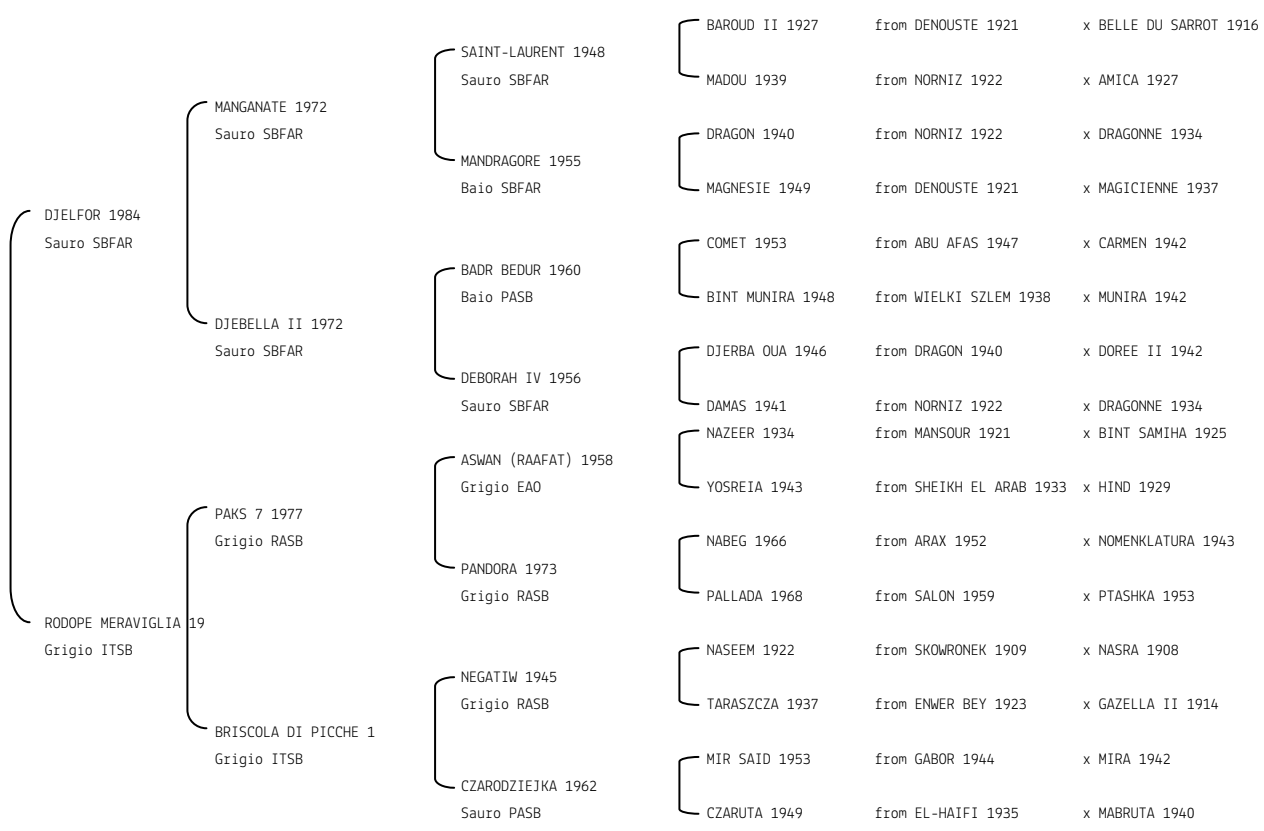 BAROUD II 1927 from DENOUSTE 1921 x BELLE DU SARROT 1916
SAINT-LAURENT 1948
Sauro SBFAR MADOU 1939 from NORNIZ 1922 x AMICA 1927
MANGANATE 1972
Sauro SBFAR DRAGON 1940 from NORNIZ 1922 x DRAGONNE 1934
MANDRAGORE 1955
Baio SBFAR MAGNESIE 1949 from DENOUSTE 1921 x MAGICIENNE 1937
DJELFOR 1984
Sauro SBFAR COMET 1953 from ABU AFAS 1947 x CARMEN 1942
BADR BEDUR 1960
Baio PASB BINT MUNIRA 1948 from WIELKI SZLEM 1938 x MUNIRA 1942
DJEBELLA II 1972
Sauro SBFAR DJERBA OUA 1946 from DRAGON 1940 x DOREE II 1942
DEBORAH IV 1956
Sauro SBFAR DAMAS 1941 from NORNIZ 1922 x DRAGONNE 1934
NAZEER 1934 from MANSOUR 1921 x BINT SAMIHA 1925
ASWAN (RAAFAT) 1958
Grigio EAO YOSREIA 1943 from SHEIKH EL ARAB 1933 x HIND 1929
PAKS 7 1977
Grigio RASB NABEG 1966 from ARAX 1952 x NOMENKLATURA 1943
PANDORA 1973
Grigio RASB PALLADA 1968 from SALON 1959 x PTASHKA 1953
RODOPE MERAVIGLIA 19
Grigio ITSB NASEEM 1922 from SKOWRONEK 1909 x NASRA 1908
NEGATIW 1945
Grigio RASB TARASZCZA 1937 from ENWER BEY 1923 x GAZELLA II 1914
BRISCOLA DI PICCHE 1
Grigio ITSB MIR SAID 1953 from GABOR 1944 x MIRA 1942
CZARODZIEJKA 1962
Sauro PASB CZARUTA 1949 from EL-HAIFI 1935 x MABRUTA 1940